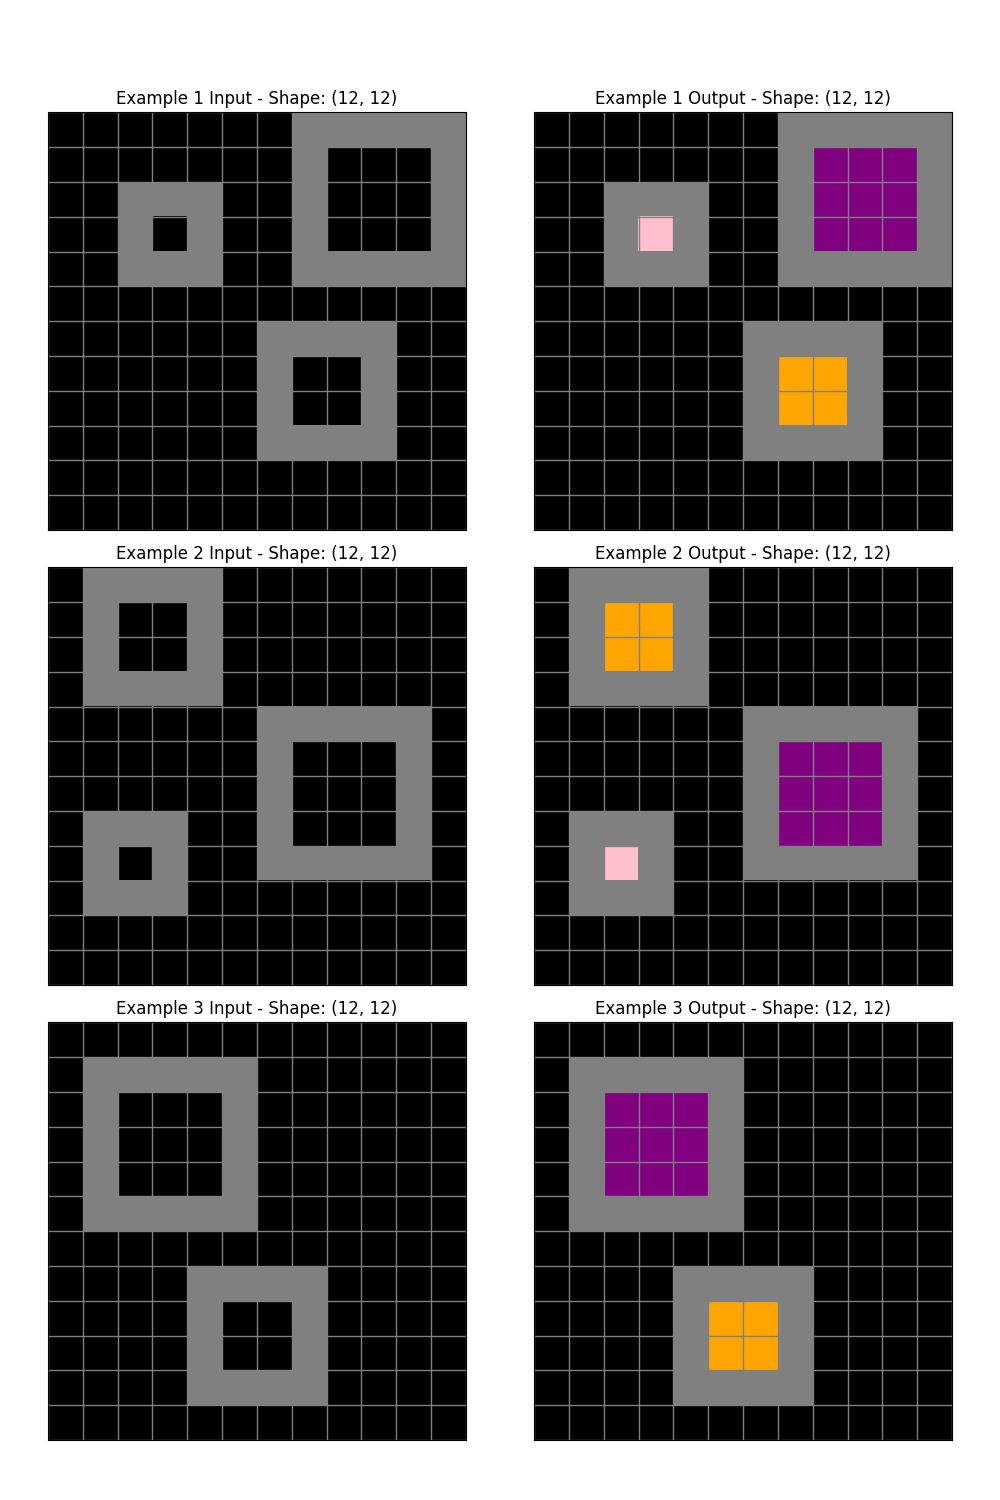 Example 1 Input - Shape: (12, 12)
Example 1 Output - Shape: (12, 12)
Example 2 Input - Shape: (12, 12)
Example 2 Output - Shape: (12, 12)
Example 3 Input - Shape: (12, 12)
Example 3 Output - Shape: (12, 12)